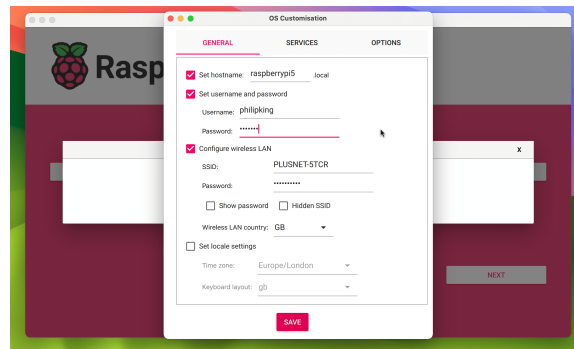 OS Customisation
Rasp
GENERAL SERVICES OPTIONS
Set hostname: raspberrypi5 .local
Set username and password
Username: philipking
Password: •••••••
Configure wireless LAN
SSID: PLUSNET-5TCR
Password: ••••••••••
Show password Hidden SSID
Wireless LAN country: GB
Set locale settings
Time zone: Europe/London
Keyboard layout: gb
SAVE
x
NEXT